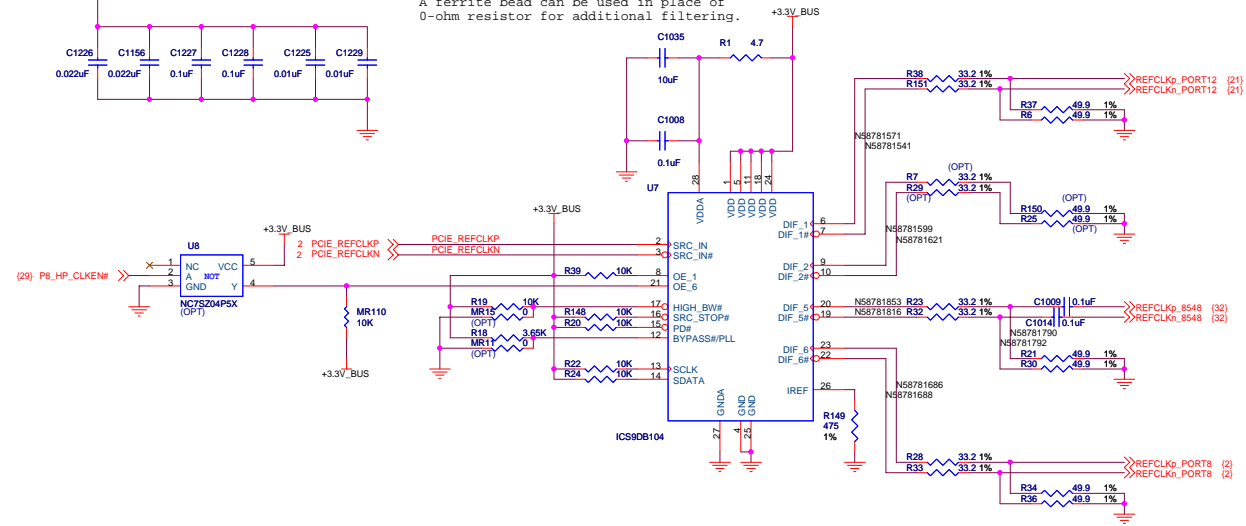 A ferrite bead can be used in place of
0-ohm resistor for additional filtering.
+3.3V_BUS
C1226
0.022uF
C1156
0.022uF
C1227
0.1uF
C1228
0.1uF
C1225
0.01uF
C1229
0.01uF
C1035
10uF
R1 4.7
C1008
0.1uF
R38 33.2 1%
R151 33.2 1%
REFCLKp_PORT12 {21}
REFCLKn_PORT12 {21}
R37 49.9 1%
R6 49.9 1%
N58781571
N58781541
U7
28
1
5
11
18
24
VDDA
VDD
VDD
VDD
VDD
VDD
(OPT)
R7 33.2 1%
R29 33.2 1%
(OPT)
(OPT)
R150 49.9 1%
R25 49.9 1%
(OPT)
DIF_1 6
DIF_1# 7
N58781599
N58781621
+3.3V_BUS
+3.3V_BUS
U8
1 NC VCC 5
2 A NOT
3 GND Y 4
NC7SZ04P5X
(OPT)
{29} P8_HP_CLKEN#
2 PCIE_REFCLKP
2 PCIE_REFCLKN
PCIE_REFCLKP
PCIE_REFCLKN
2 SRC_IN
3 SRC_IN#
DIF_2 9
DIF_2# 10
R39 10K
8 OE_1
21 OE_6
MR110
10K
+3.3V_BUS
R19 10K
MR15 0
(OPT)
R18 3.65K
MR11 0
(OPT)
R148 10K
R20 10K
17 HIGH_BW#
16 SRC_STOP#
15 PD#
12 BYPASS#/PLL
R22 10K
R24 10K
13 SCLK
14 SDATA
DIF_5 20
DIF_5# 19
N58781853
N58781816
R23 33.2 1%
R32 33.2 1%
C1009 0.1uF
C1014 0.1uF
N58781790
N58781792
REFCLKp_8548 {32}
REFCLKn_8548 {32}
R21 49.9 1%
R30 49.9 1%
DIF_6 23
DIF_6# 22
N58781686
N58781688
IREF 26
R149
475
1%
GNDA
GND
GND
27
4
25
ICS9DB104
R28 33.2 1%
R33 33.2 1%
REFCLKp_PORT8 {2}
REFCLKn_PORT8 {2}
R34 49.9 1%
R36 49.9 1%